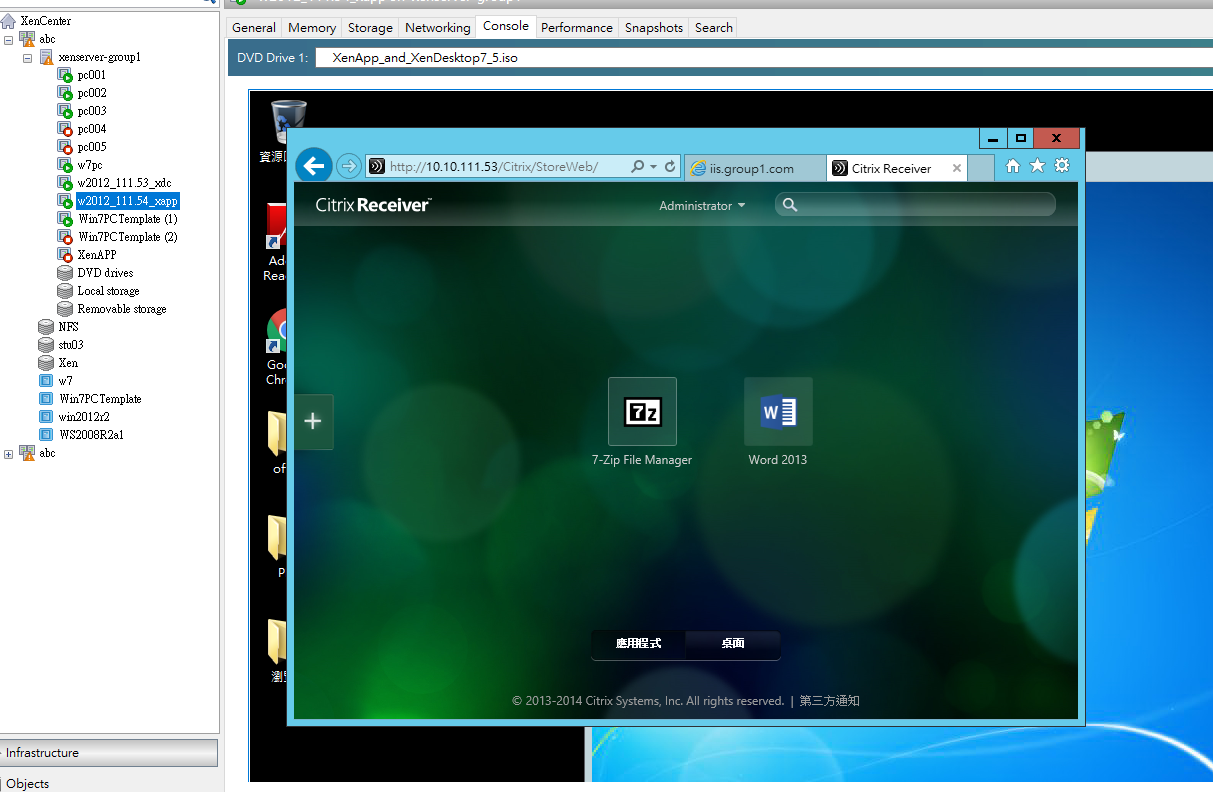 XenCenter
abc
xenserver-group1
pc001
pc002
pc003
pc004
pc005
w7pc
w2012_111.53_xdc
w2012_111.54_xapp
Win7PCTemplate (1)
Win7PCTemplate (2)
XenAPP
DVD drives
Local storage
Removable storage
NFS
stu03
Xen
w7
Win7PCTemplate
win2012r2
WS2008R2a1
abc
Infrastructure
Objects
General Memory Storage Networking Console Performance Snapshots Search
DVD Drive 1: XenApp_and_XenDesktop7_5.iso
資源回
Ad
Rea
Goo
Chr
of
P
http://10.10.111.53/Citrix/StoreWeb/ iis.group1.com Citrix Receiver
Citrix Receiver™ Administrator
7-Zip File Manager Word 2013
應用程式 桌面
© 2013-2014 Citrix Systems, Inc. All rights reserved. | 第三方通知